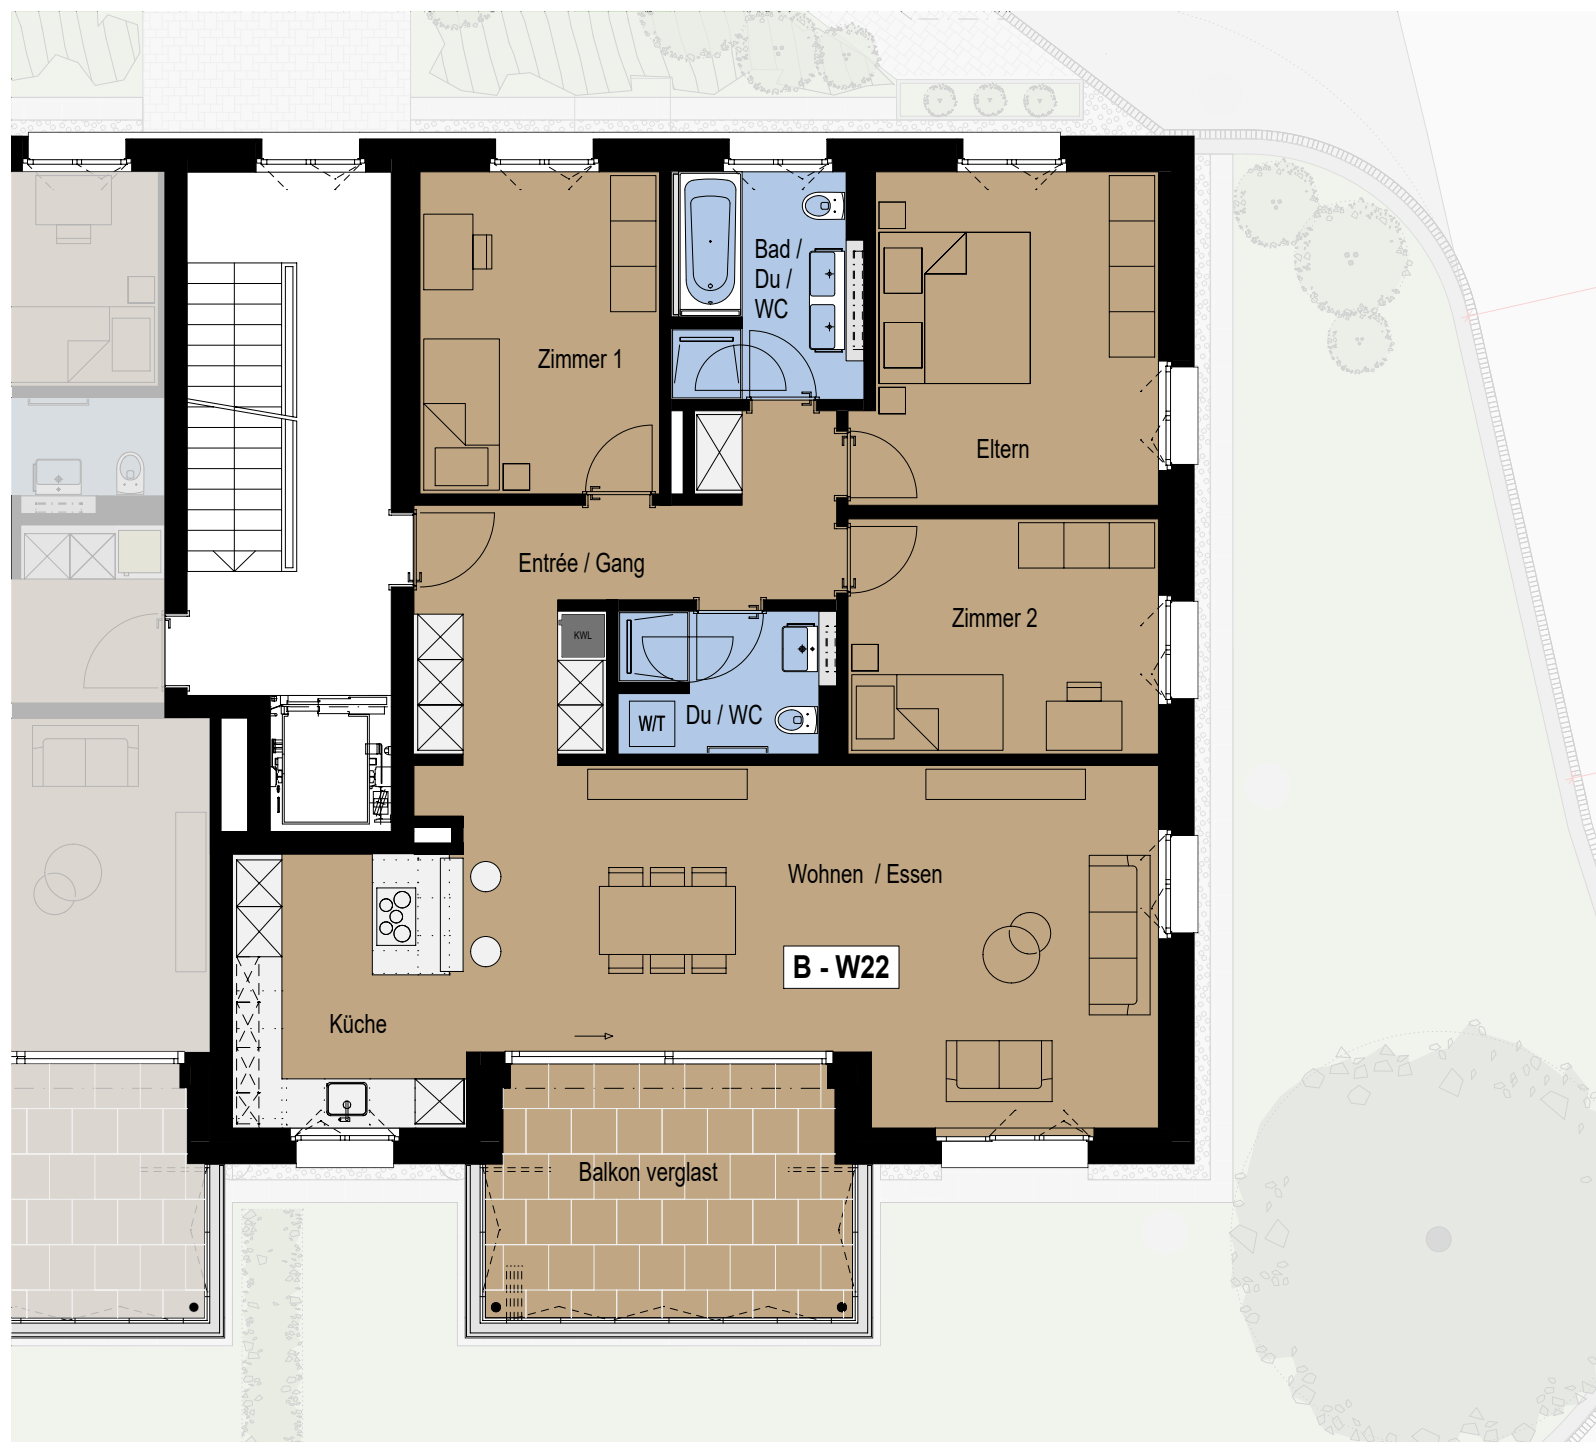 Bad /
Du /
WC
Zimmer 1
Eltern
Entrée / Gang
Zimmer 2
KWL
W/T
Du / WC
Wohnen / Essen
B - W22
Küche
Balkon verglast